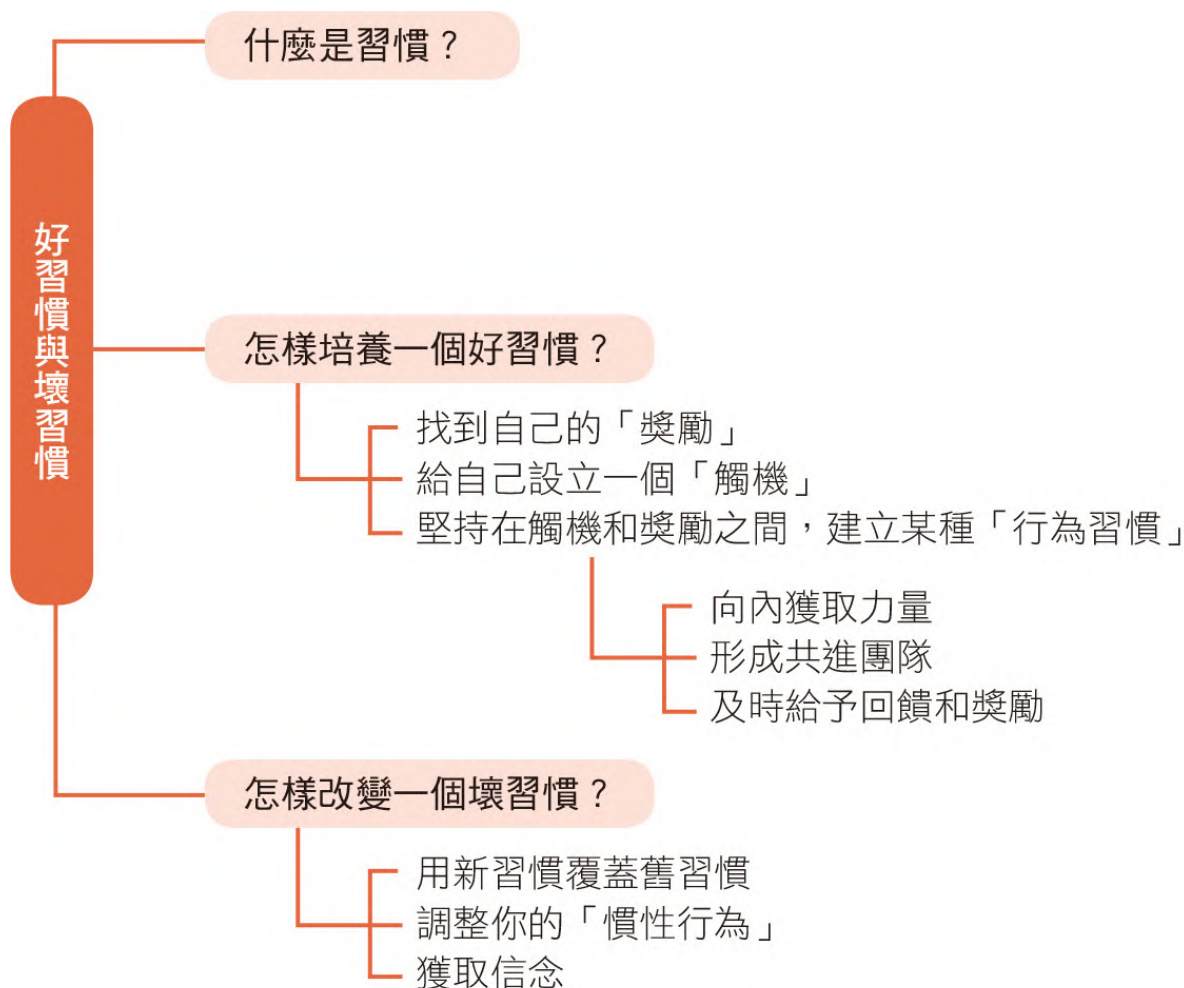 好習慣與壞習慣
什麼是習慣？
怎樣培養一個好習慣？
找到自己的「獎勵」
給自己設立一個「觸機」
堅持在觸機和獎勵之間，建立某種「行為習慣」
向內獲取力量
形成共進團隊
及時給予回饋和獎勵
怎樣改變一個壞習慣？
用新習慣覆蓋舊習慣
調整你的「慣性行為」
獲取信念